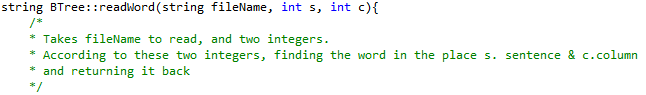 string BTree::readWord(string fileName, int s, int c){
/*
* Takes fileName to read, and two integers.
* According to these two integers, finding the word in the place s. sentence & c.column
* and returning it back
*/